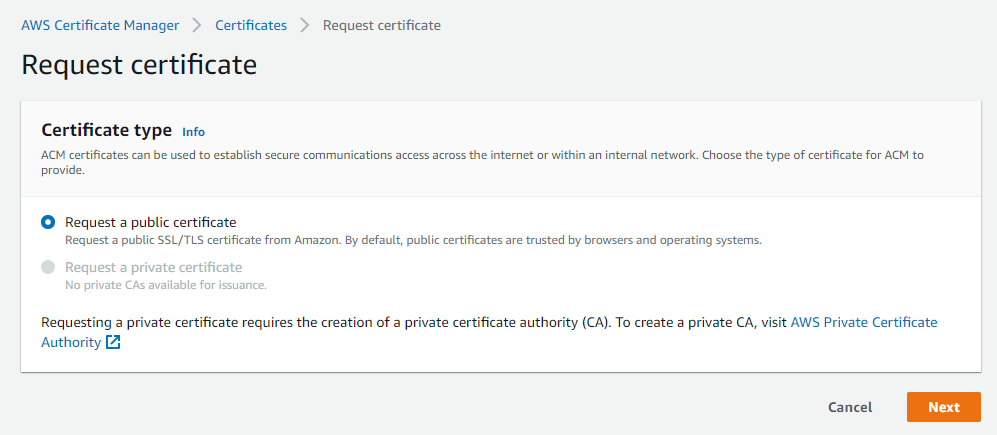 AWS Certificate Manager > Certificates > Request certificate
Request certificate
Certificate type Info
ACM certificates can be used to establish secure communications access across the internet or within an internal network. Choose the type of certificate for ACM to
provide.
Request a public certificate
Request a public SSL/TLS certificate from Amazon. By default, public certificates are trusted by browsers and operating systems.
Request a private certificate
No private CAs available for issuance.
Requesting a private certificate requires the creation of a private certificate authority (CA). To create a private CA, visit AWS Private Certificate
Authority
Cancel Next